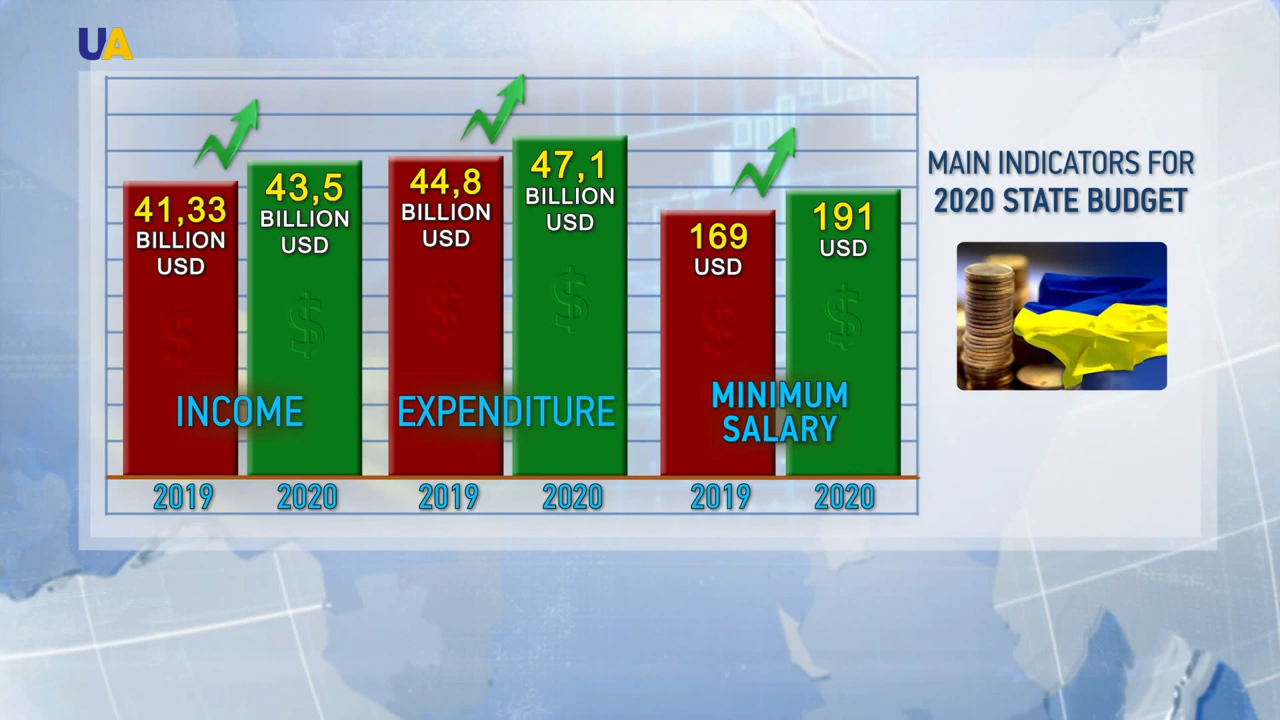 UA
MAIN INDICATORS FOR
2020 STATE BUDGET
41,33
BILLION
USD
43,5
BILLION
USD
INCOME
2019
2020
44,8
BILLION
USD
47,1
BILLION
USD
EXPENDITURE
2019
2020
169
USD
191
USD
MINIMUM
SALARY
2019
2020